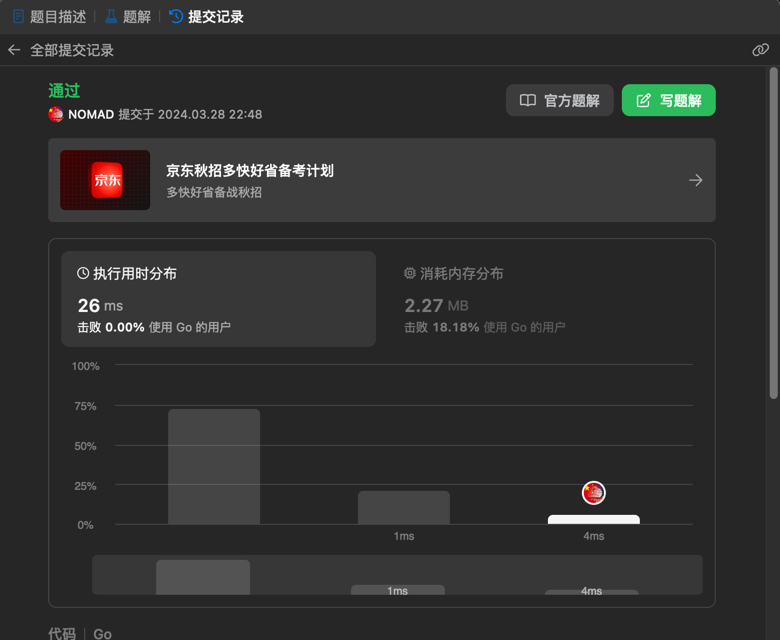 题目描述 题解 提交记录
全部提交记录
通过
NOMAD 提交于 2024.03.28 22:48
官方题解
写题解
京东
京东秋招多快好省备考计划
多快好省备战秋招
执行用时分布
26 ms
击败 0.00% 使用 Go 的用户
消耗内存分布
2.27 MB
击败 18.18% 使用 Go 的用户
100%
75%
50%
25%
0%
1ms
4ms
1ms
4ms
代码 Go